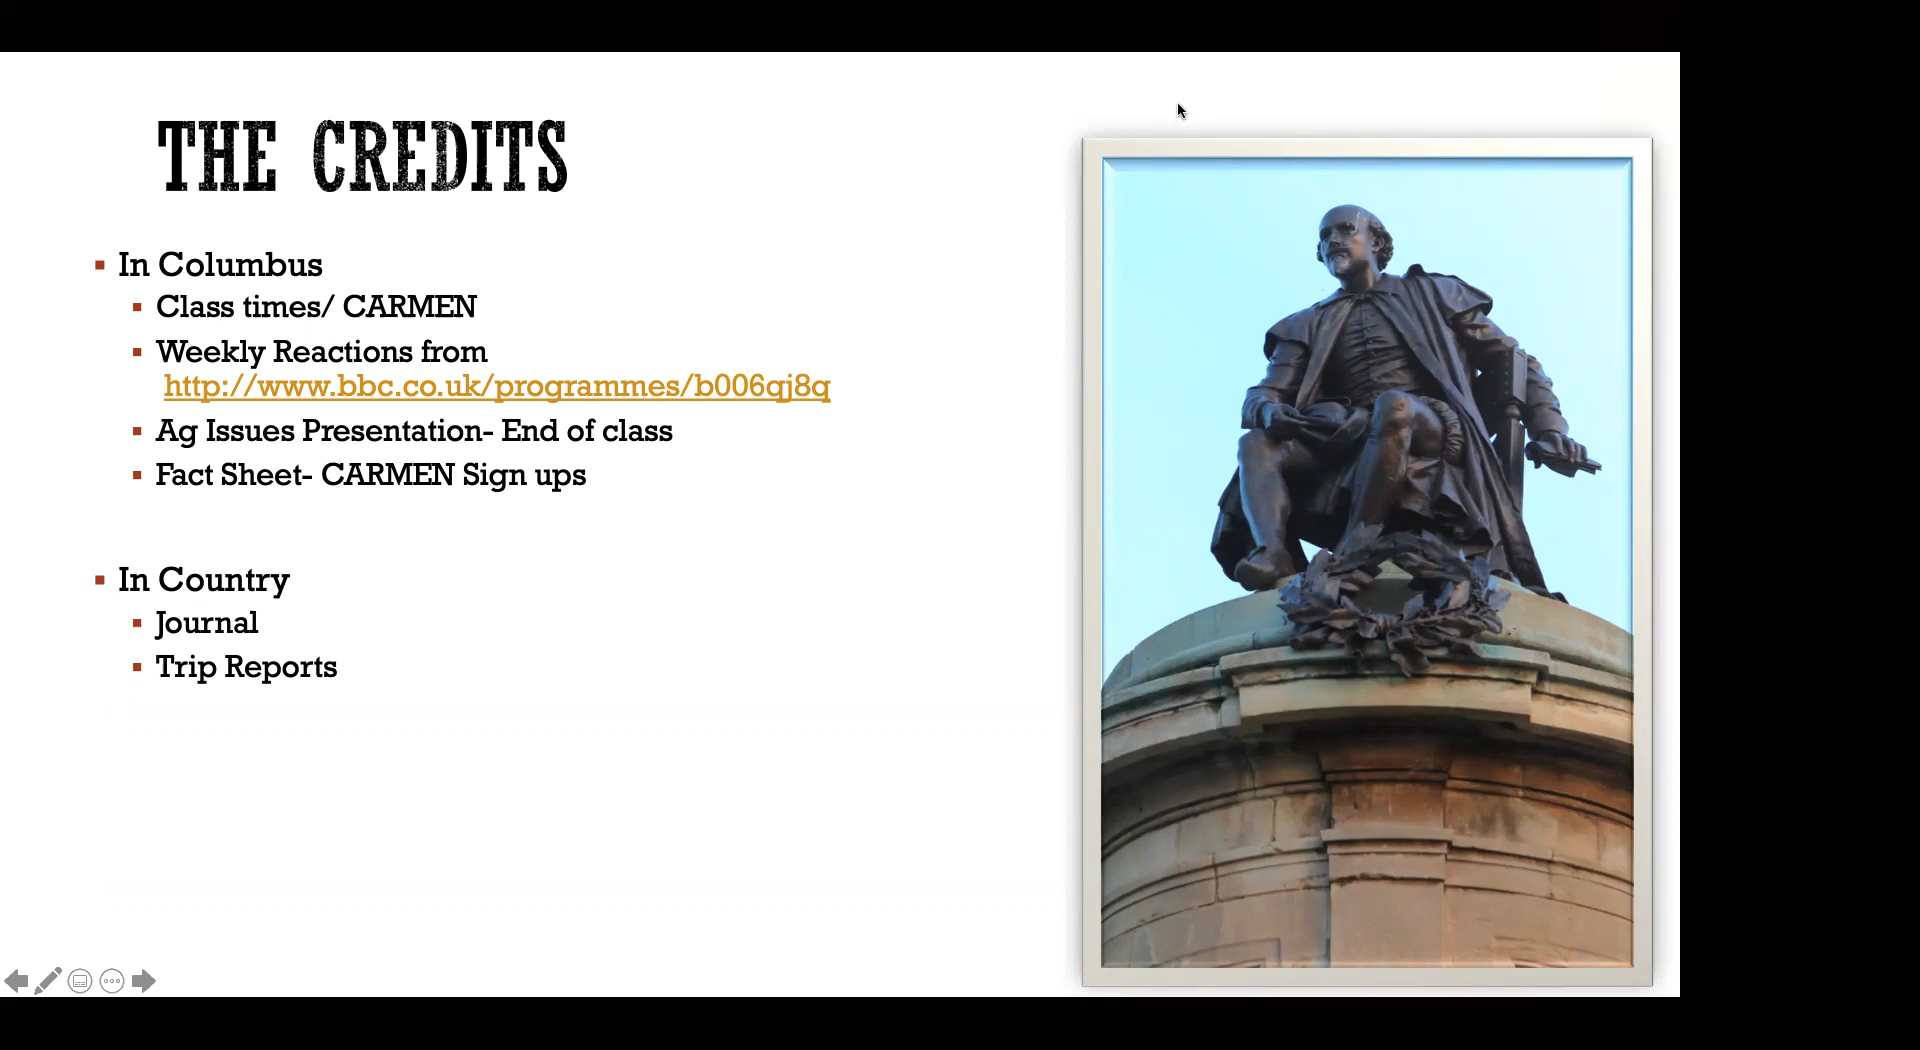 THE CREDITS
In Columbus
Class times/ CARMEN
Weekly Reactions from
http://www.bbc.co.uk/programmes/b006qj8q
Ag Issues Presentation- End of class
Fact Sheet- CARMEN Sign ups
In Country
Journal
Trip Reports